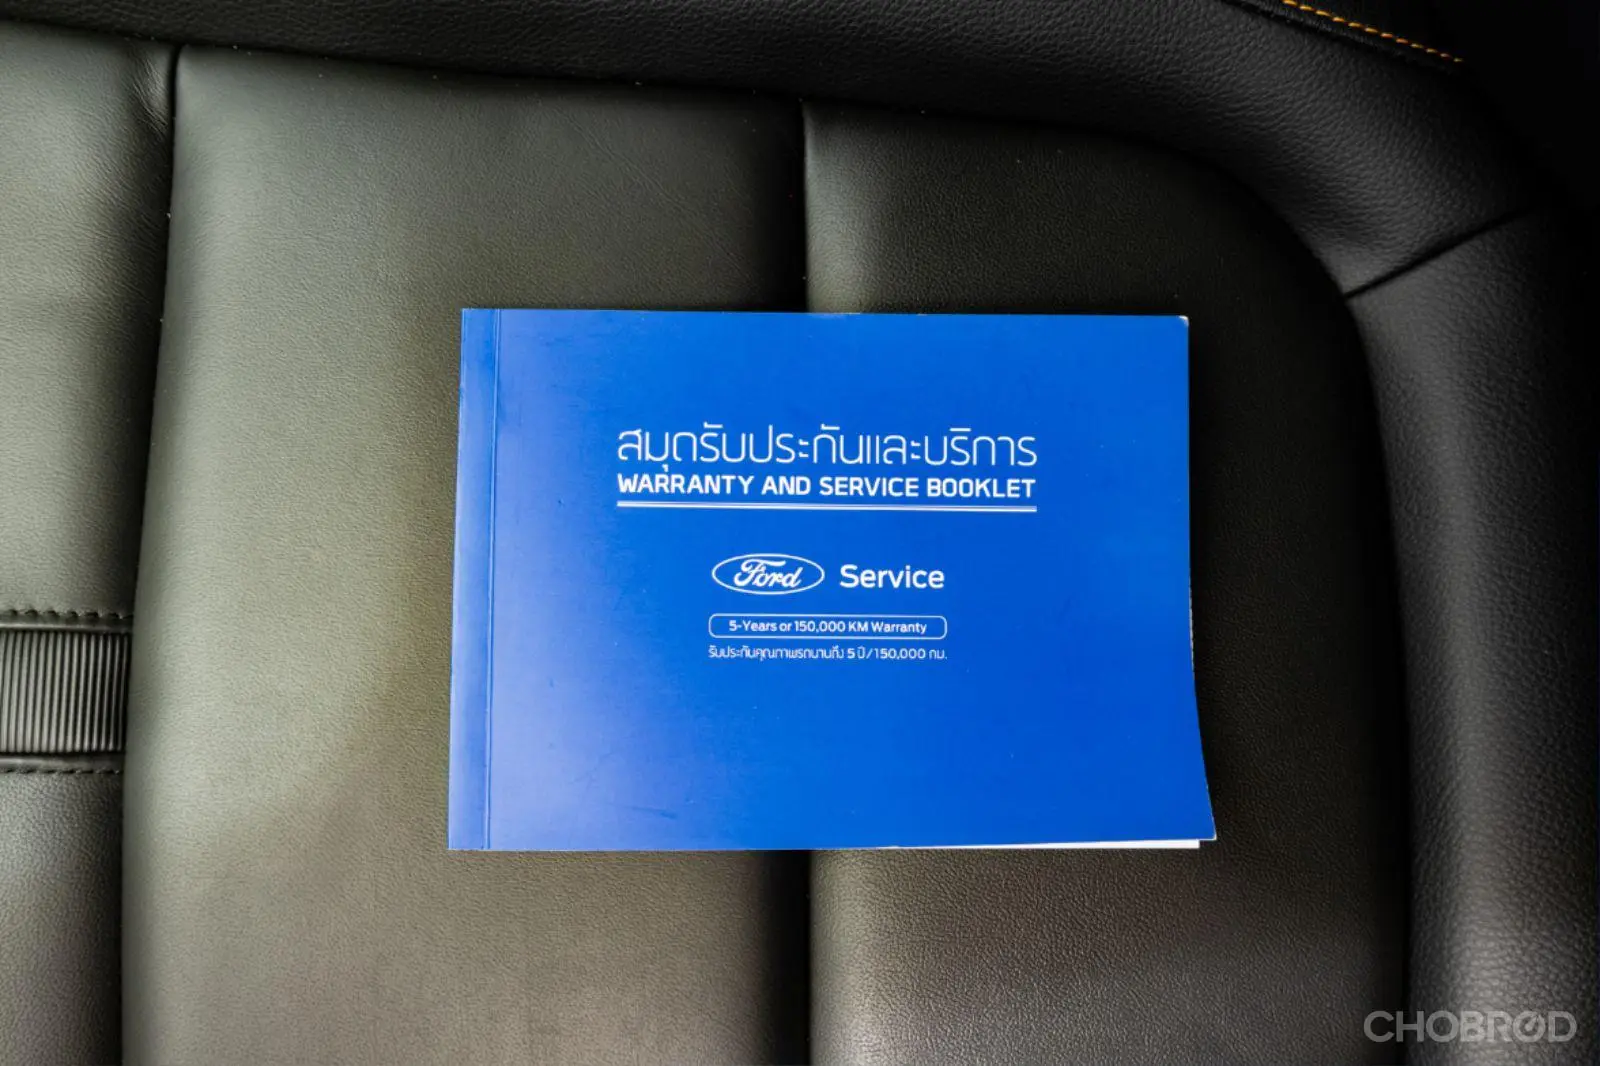 สมุดรับประกันและบริการ
WARRANTY AND SERVICE BOOKLET
Ford Service
5-Years or 150,000 KM Warranty
รับประกันคุณภาพรถนานถึง 5 ปี/150,000 กม.
CHOBROD